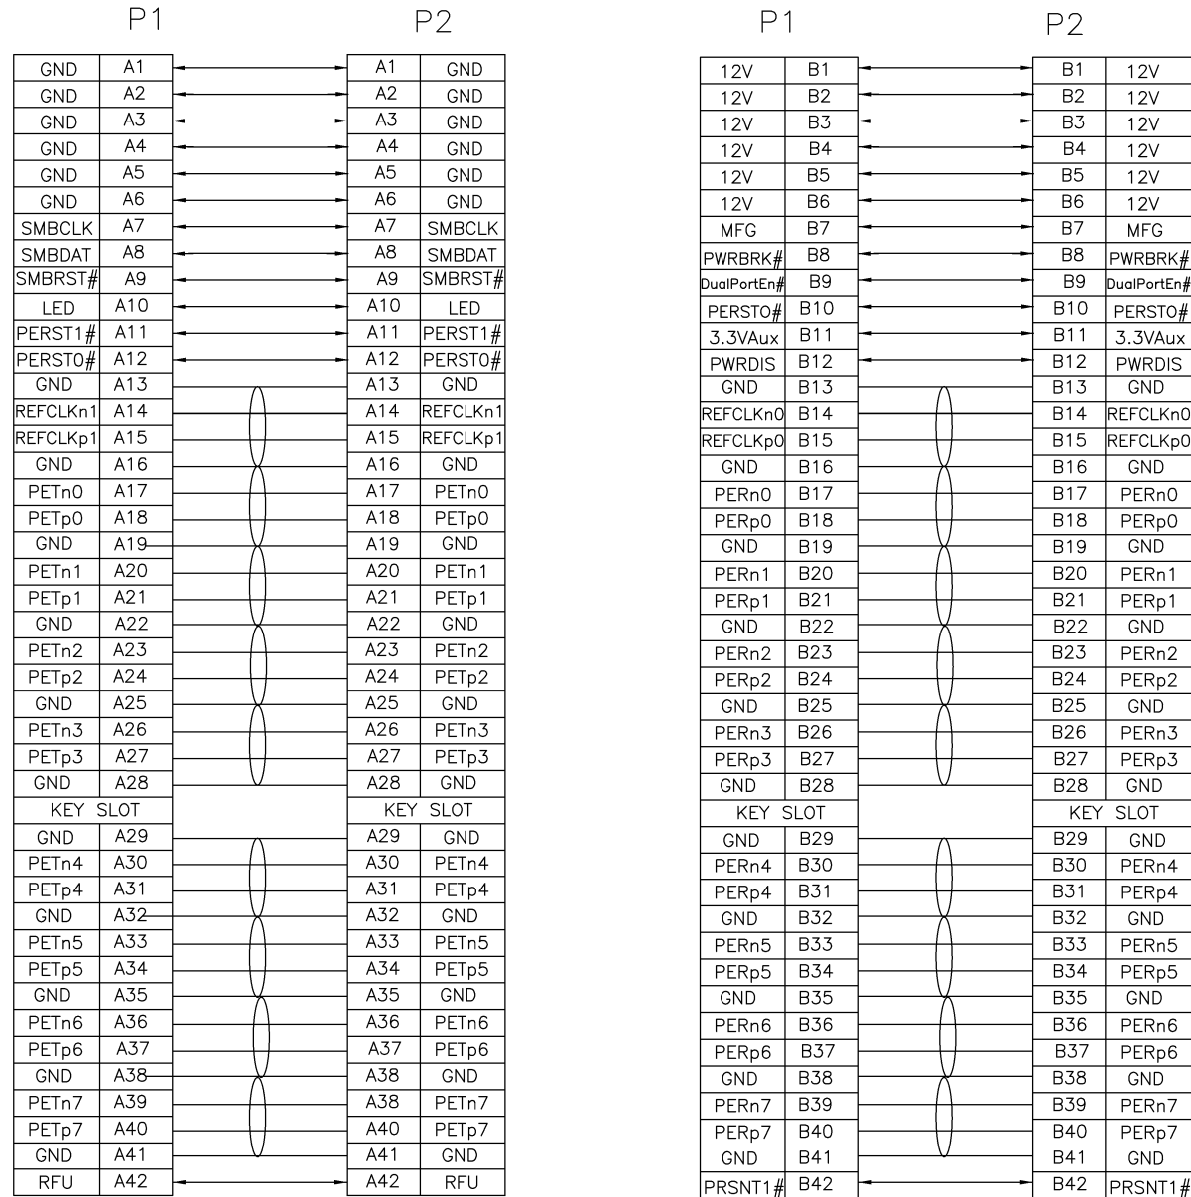 P1 P2 P1 P2
GND A1 A1 GND 12V B1 B1 12V
GND A2 A2 GND 12V B2 B2 12V
GND A3 A3 GND 12V B3 B3 12V
GND A4 A4 GND 12V B4 B4 12V
GND A5 A5 GND 12V B5 B5 12V
GND A6 A6 GND 12V B6 B6 12V
SMBCLK A7 A7 SMBCLK MFG B7 B7 MFG
SMBDAT A8 A8 SMBDAT PWRBRK# B8 B8 PWRBRK#
SMBRST# A9 A9 SMBRST# DualPortEn# B9 B9 DualPortEn#
LED A10 A10 LED PERST0# B10 B10 PERST0#
PERST1# A11 A11 PERST1# 3.3VAux B11 B11 3.3VAux
PERST0# A12 A12 PERST0# PWRDIS B12 B12 PWRDIS
GND A13 A13 GND GND B13 B13 GND
REFCLKn1 A14 A14 REFCLKn1 REFCLKn0 B14 B14 REFCLKn0
REFCLKp1 A15 A15 REFCLKp1 REFCLKp0 B15 B15 REFCLKp0
GND A16 A16 GND GND B16 B16 GND
PETn0 A17 A17 PETn0 PERn0 B17 B17 PERn0
PETp0 A18 A18 PETp0 PERp0 B18 B18 PERp0
GND A19 A19 GND GND B19 B19 GND
PETn1 A20 A20 PETn1 PERn1 B20 B20 PERn1
PETp1 A21 A21 PETp1 PERp1 B21 B21 PERp1
GND A22 A22 GND GND B22 B22 GND
PETn2 A23 A23 PETn2 PERn2 B23 B23 PERn2
PETp2 A24 A24 PETp2 PERp2 B24 B24 PERp2
GND A25 A25 GND GND B25 B25 GND
PETn3 A26 A26 PETn3 PERn3 B26 B26 PERn3
PETp3 A27 A27 PETp3 PERp3 B27 B27 PERp3
GND A28 A28 GND GND B28 B28 GND
KEY SLOT KEY SLOT KEY SLOT KEY SLOT
GND A29 A29 GND GND B29 B29 GND
PETn4 A30 A30 PETn4 PERn4 B30 B30 PERn4
PETp4 A31 A31 PETp4 PERp4 B31 B31 PERp4
GND A32 A32 GND GND B32 B32 GND
PETn5 A33 A33 PETn5 PERn5 B33 B33 PERn5
PETp5 A34 A34 PETp5 PERp5 B34 B34 PERp5
GND A35 A35 GND GND B35 B35 GND
PETn6 A36 A36 PETn6 PERn6 B36 B36 PERn6
PETp6 A37 A37 PETp6 PERp6 B37 B37 PERp6
GND A38 A38 GND GND B38 B38 GND
PETn7 A39 A38 PETn7 PERn7 B39 B39 PERn7
PETp7 A40 A40 PETp7 PERp7 B40 B40 PERp7
GND A41 A41 GND GND B41 B41 GND
RFU A42 A42 RFU PRSNT1# B42 B42 PRSNT1#